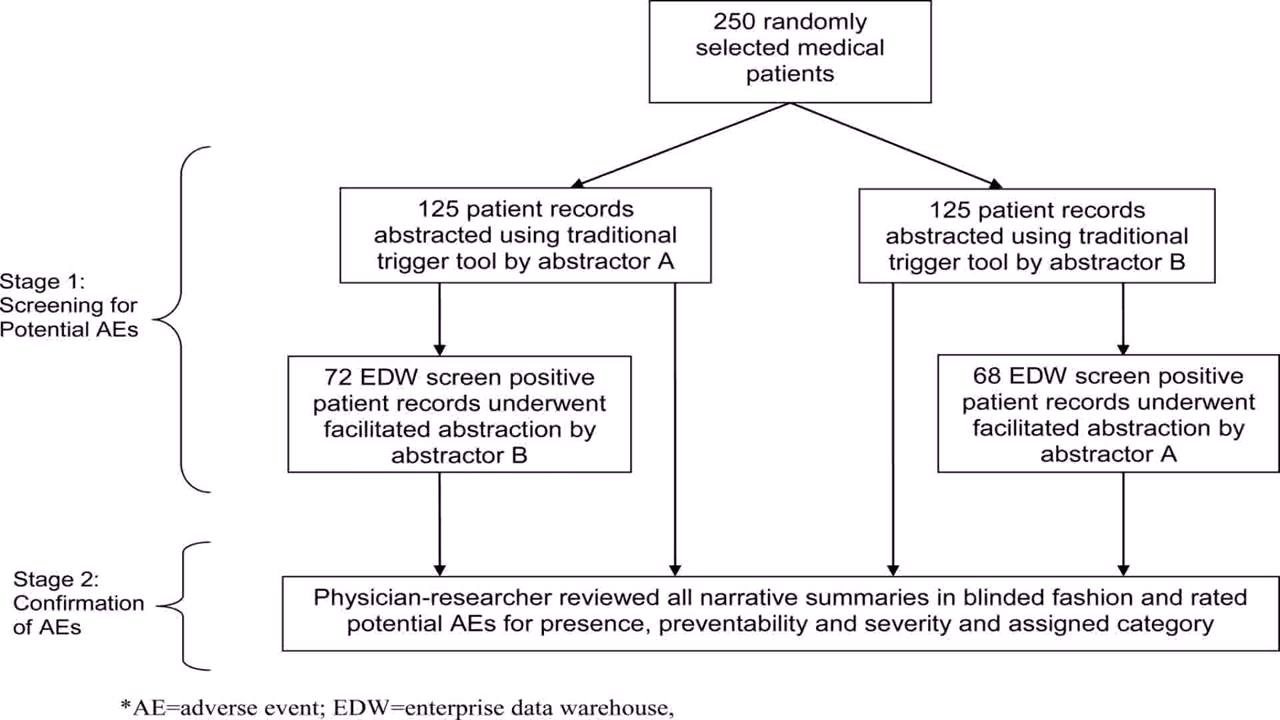 250 randomly
selected medical
patients
125 patient records
abstracted using traditional
trigger tool by abstractor A
125 patient records
abstracted using traditional
trigger tool by abstractor B
Stage 1:
Screening for
Potential AEs
72 EDW screen positive
patient records underwent
facilitated abstraction by
abstractor B
68 EDW screen positive
patient records underwent
facilitated abstraction by
abstractor A
Stage 2:
Confirmation
of AEs
Physician-researcher reviewed all narrative summaries in blinded fashion and rated
potential AEs for presence, preventability and severity and assigned category
*AE=adverse event; EDW=enterprise data warehouse,